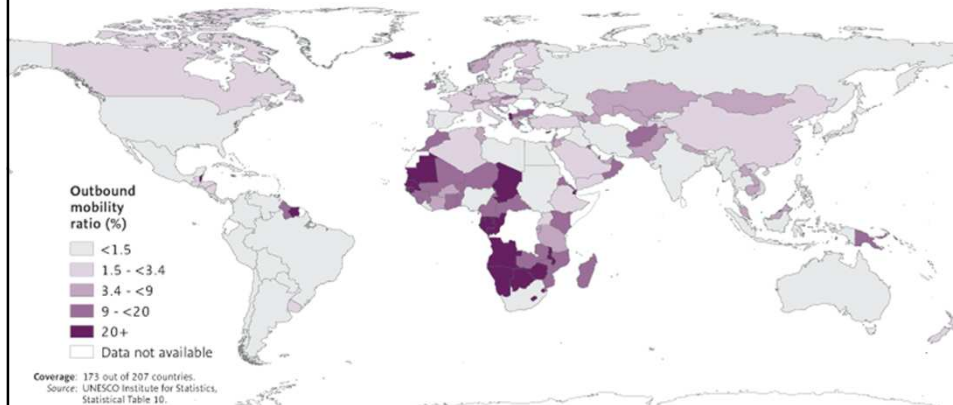 Outbound
mobility
ratio (%)
<1.5
1.5 - <3.4
3.4 - <9
9 - <20
20+
Data not available
Coverage: 173 out of 207 countries.
Source: UNESCO Institute for Statistics,
Statistical Table 10.